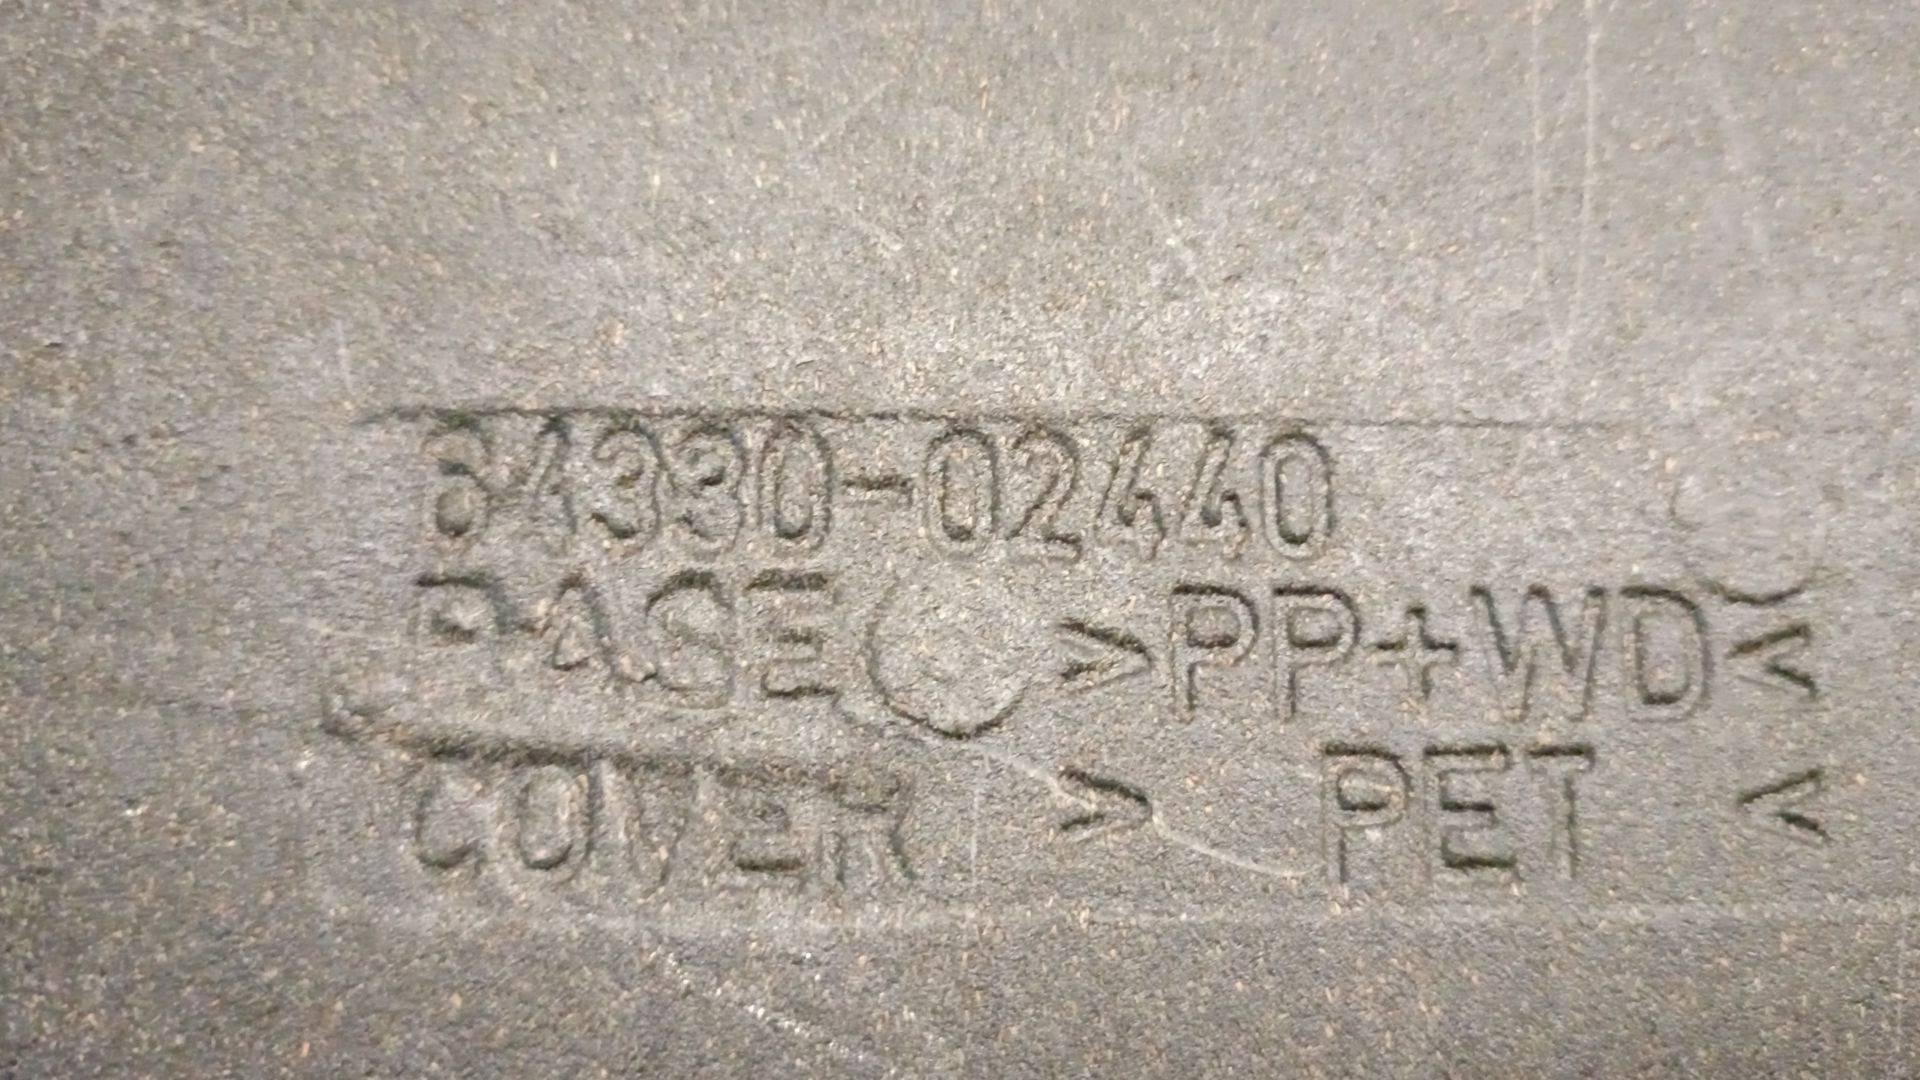 64330-02440
BASE >PP+WD<
COVER > PET <